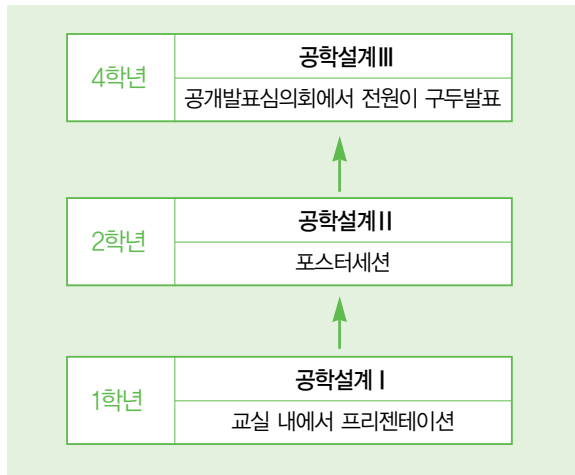 4학년
공학설계Ⅲ
공개발표심의회에서 전원이 구두발표
2학년
공학설계Ⅱ
포스터세션
1학년
공학설계Ⅰ
교실 내에서 프리젠테이션